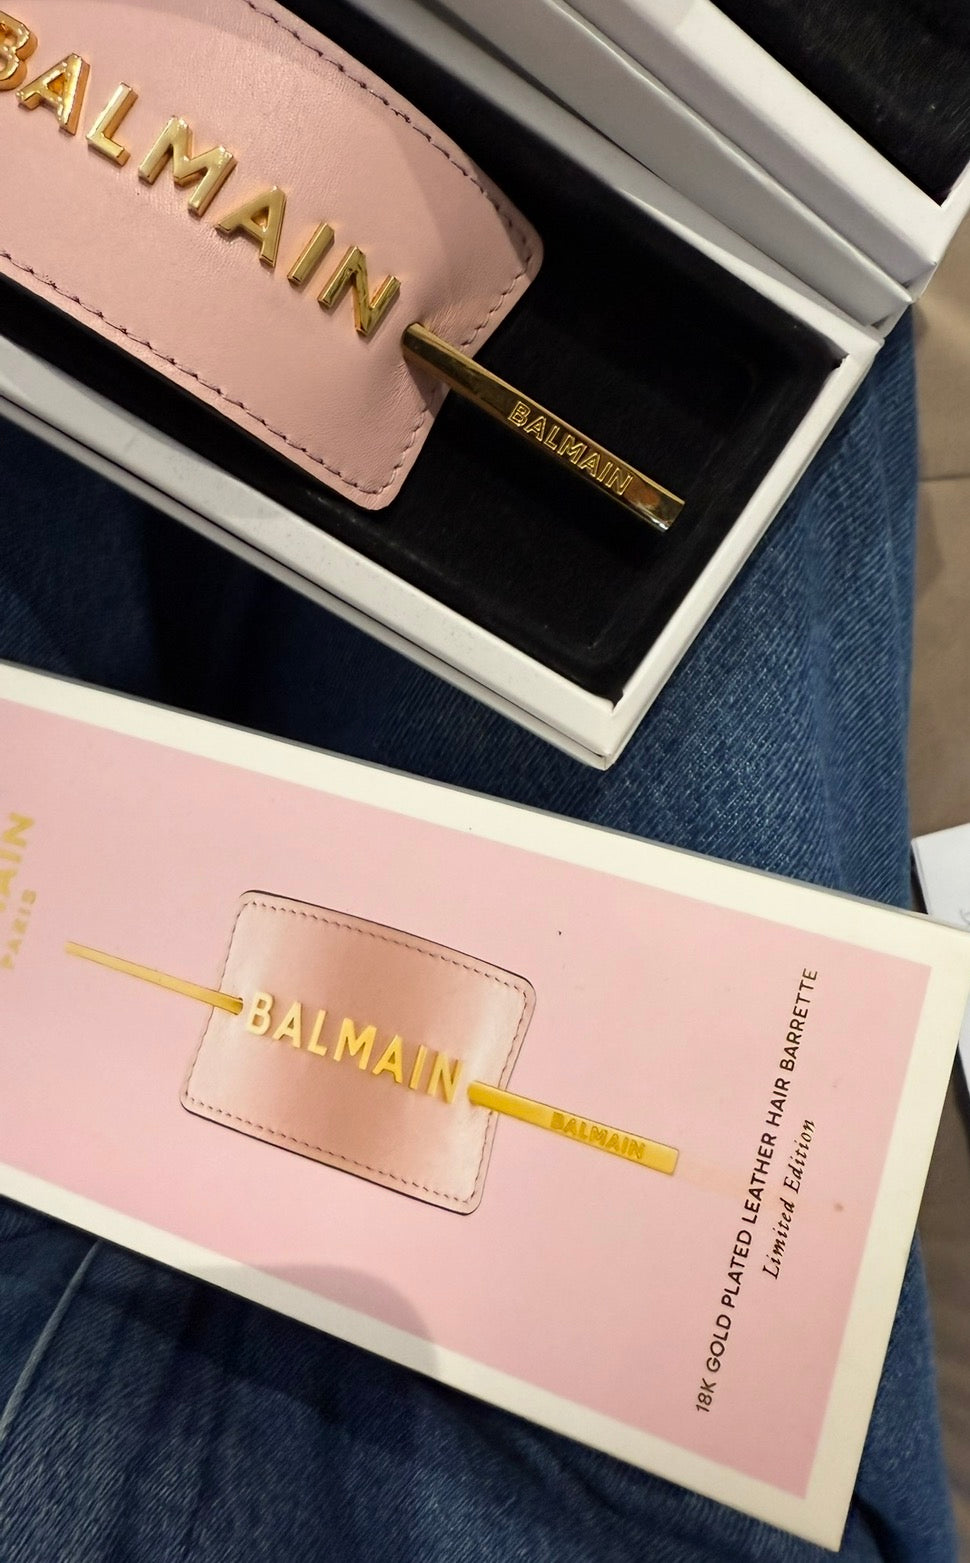 BALMAIN
BALMAIN
PARIS
BALMAIN
BALMAIN
18K GOLD PLATED LEATHER HAIR BARRETTE
Limited Edition